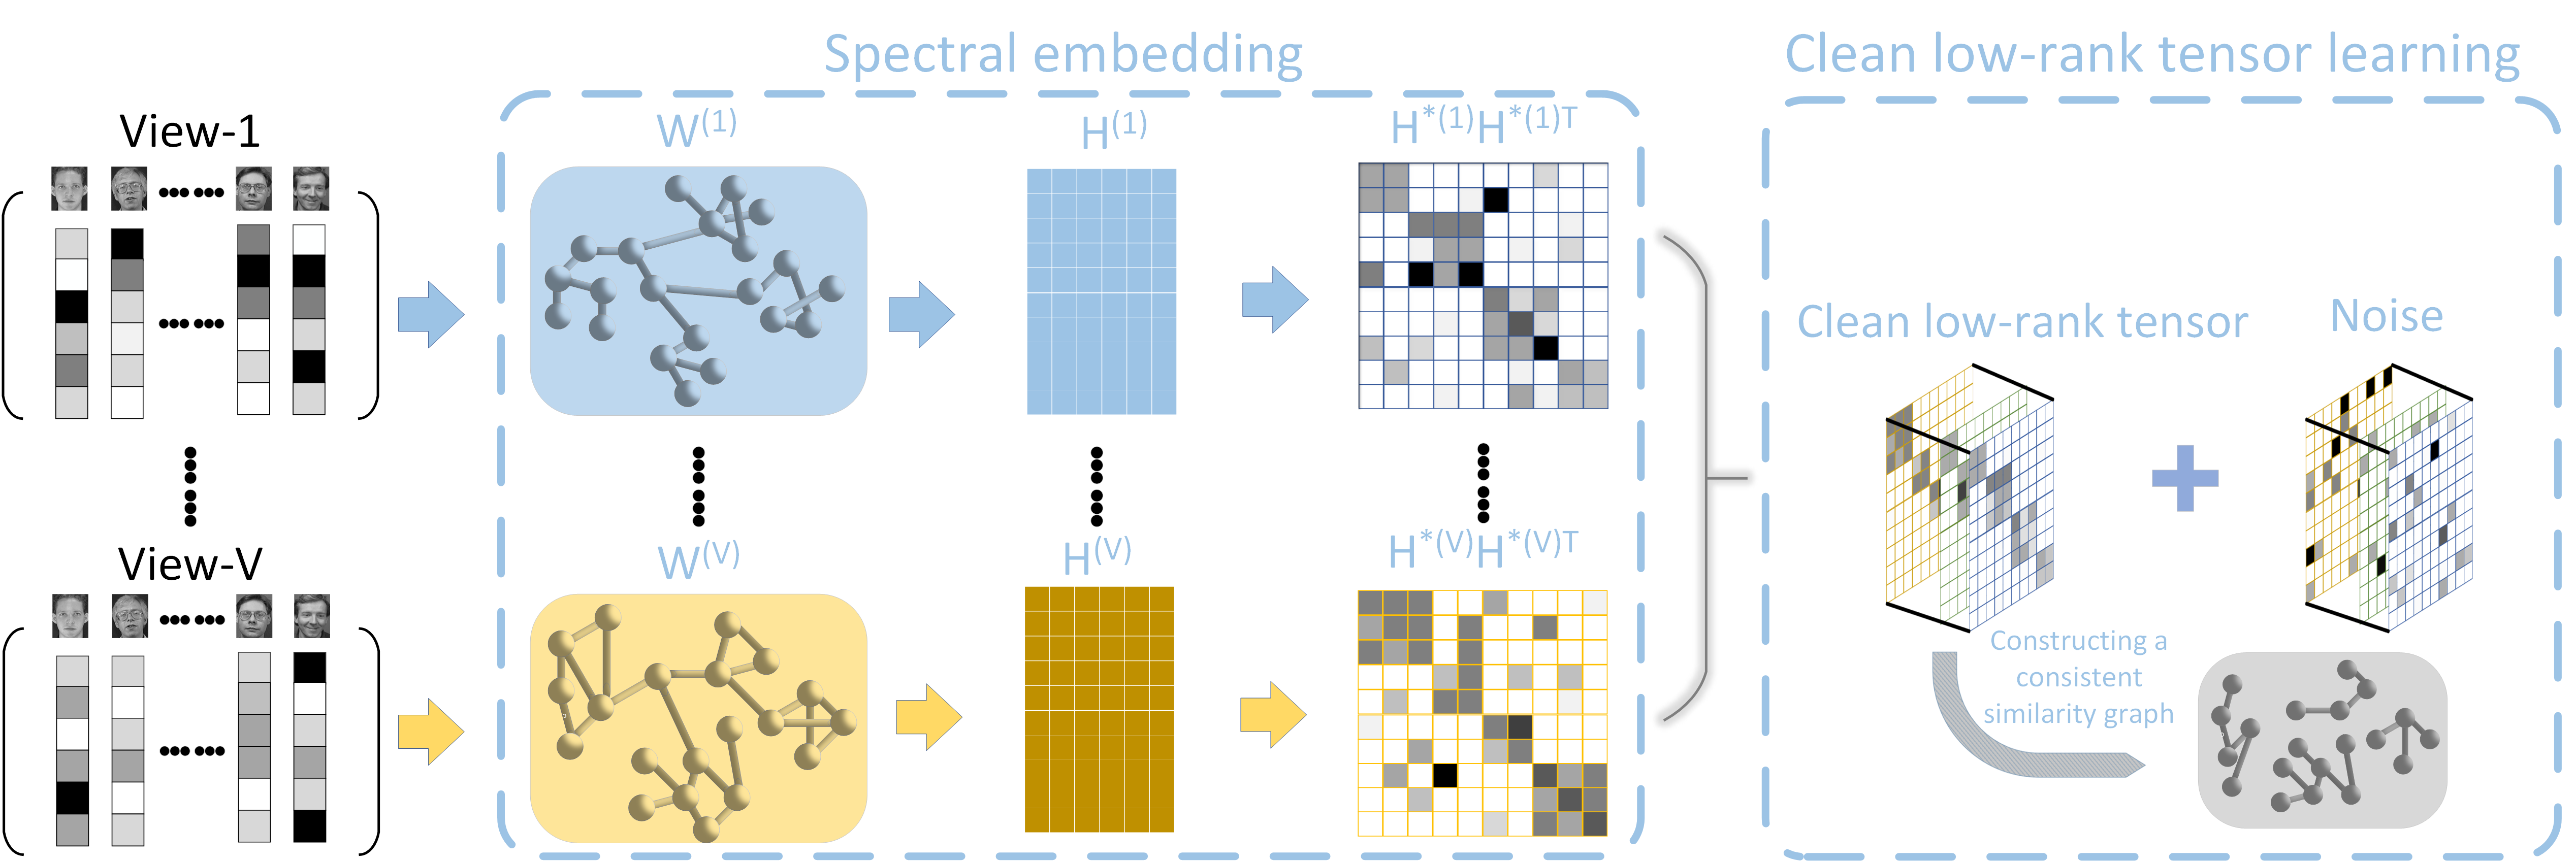 Spectral embedding
Clean low-rank tensor learning
View-1
W(1)
H(1)
H*(1)H*(1)T
Clean low-rank tensor
Noise
View-V
W(V)
H(V)
H*(V)H*(V)T
Constructing a
consistent
similarity graph